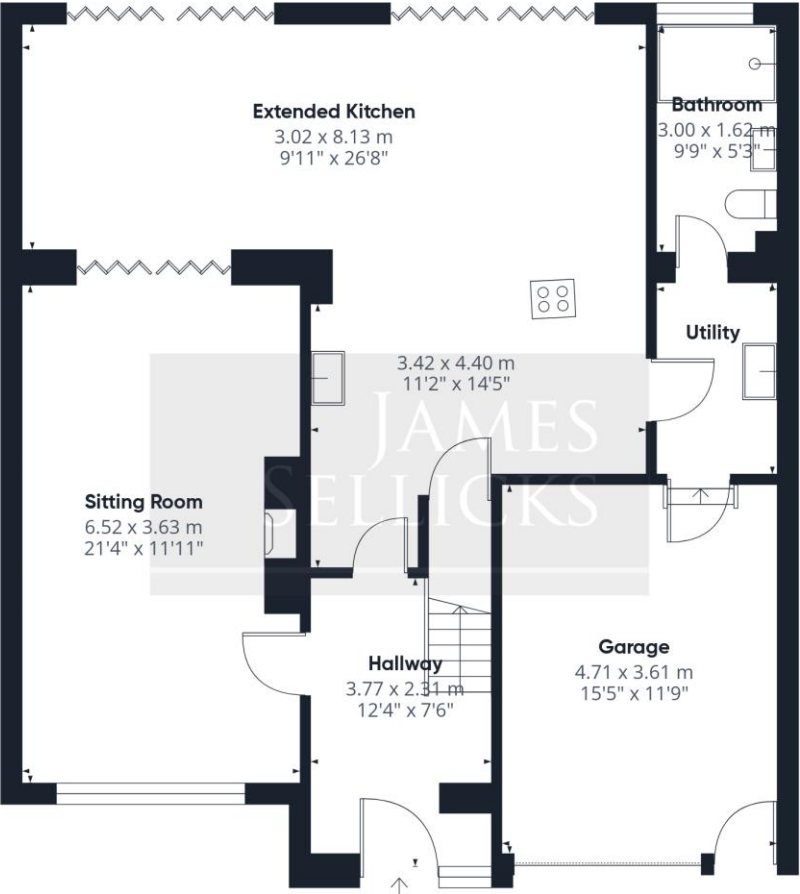 Extended Kitchen
3.02 x 8.13 m
9'11" x 26'8"
Bathroom
3.00 x 1.62 m
9'9" x 5'3"
Utility
3.42 x 4.40 m
11'2" x 14'5"
JAMES
SELLICKS
Sitting Room
6.52 x 3.63 m
21'4" x 11'11"
Hallway
3.77 x 2.31 m
12'4" x 7'6"
Garage
4.71 x 3.61 m
15'5" x 11'9"